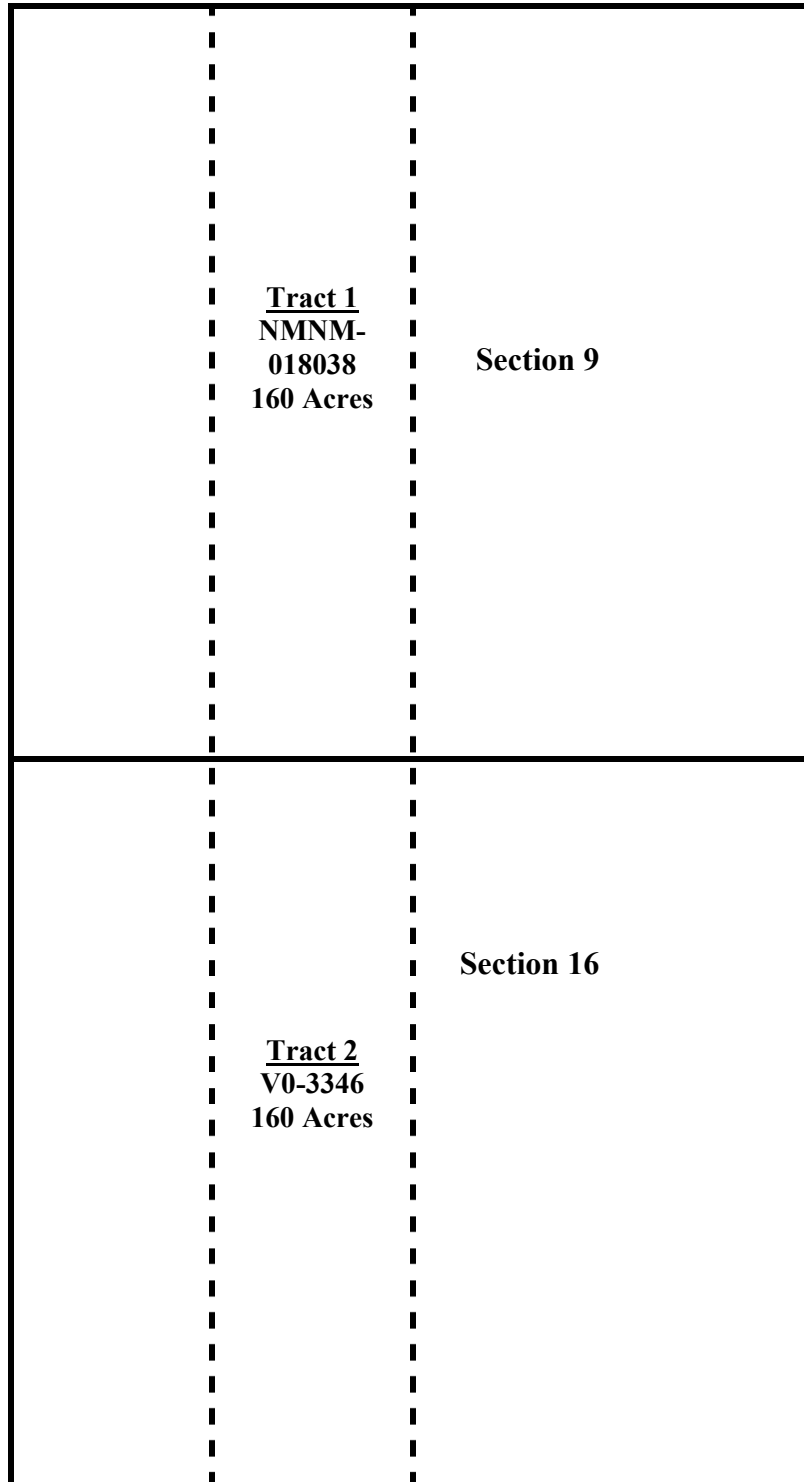 Tract 1
NMNM-
018038
160 Acres
Section 9
Section 16
Tract 2
V0-3346
160 Acres